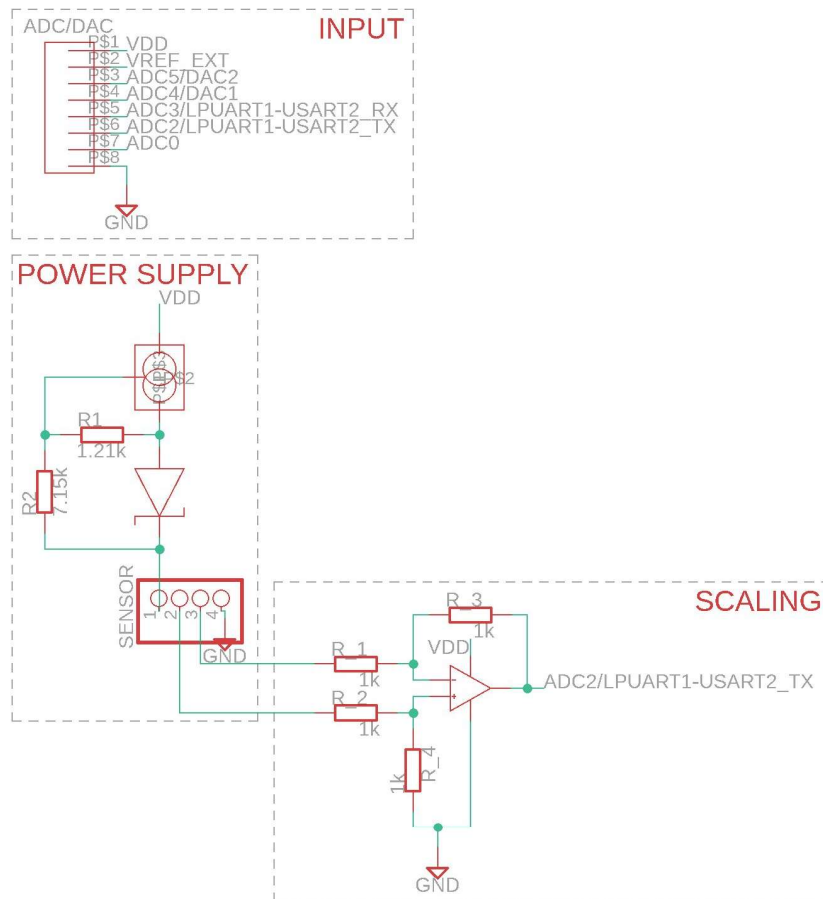 ADC/DAC
INPUT
P$1 VDD
P$2 VREF_EXT
P$3 ADC5/DAC2
P$4 ADC4/DAC1
P$5 ADC3/LPUART1-USART2_RX
P$6 ADC2/LPUART1-USART2_TX
P$7 ADC0
P$8
GND
POWER SUPPLY
VDD
R1
1.21k
R2
7.15k
SENSOR
1 2 3 4
GND
SCALING
R_3
1k
R_1
1k
VDD
ADC2/LPUART1-USART2_TX
R_2
1k
R_4
1k
GND